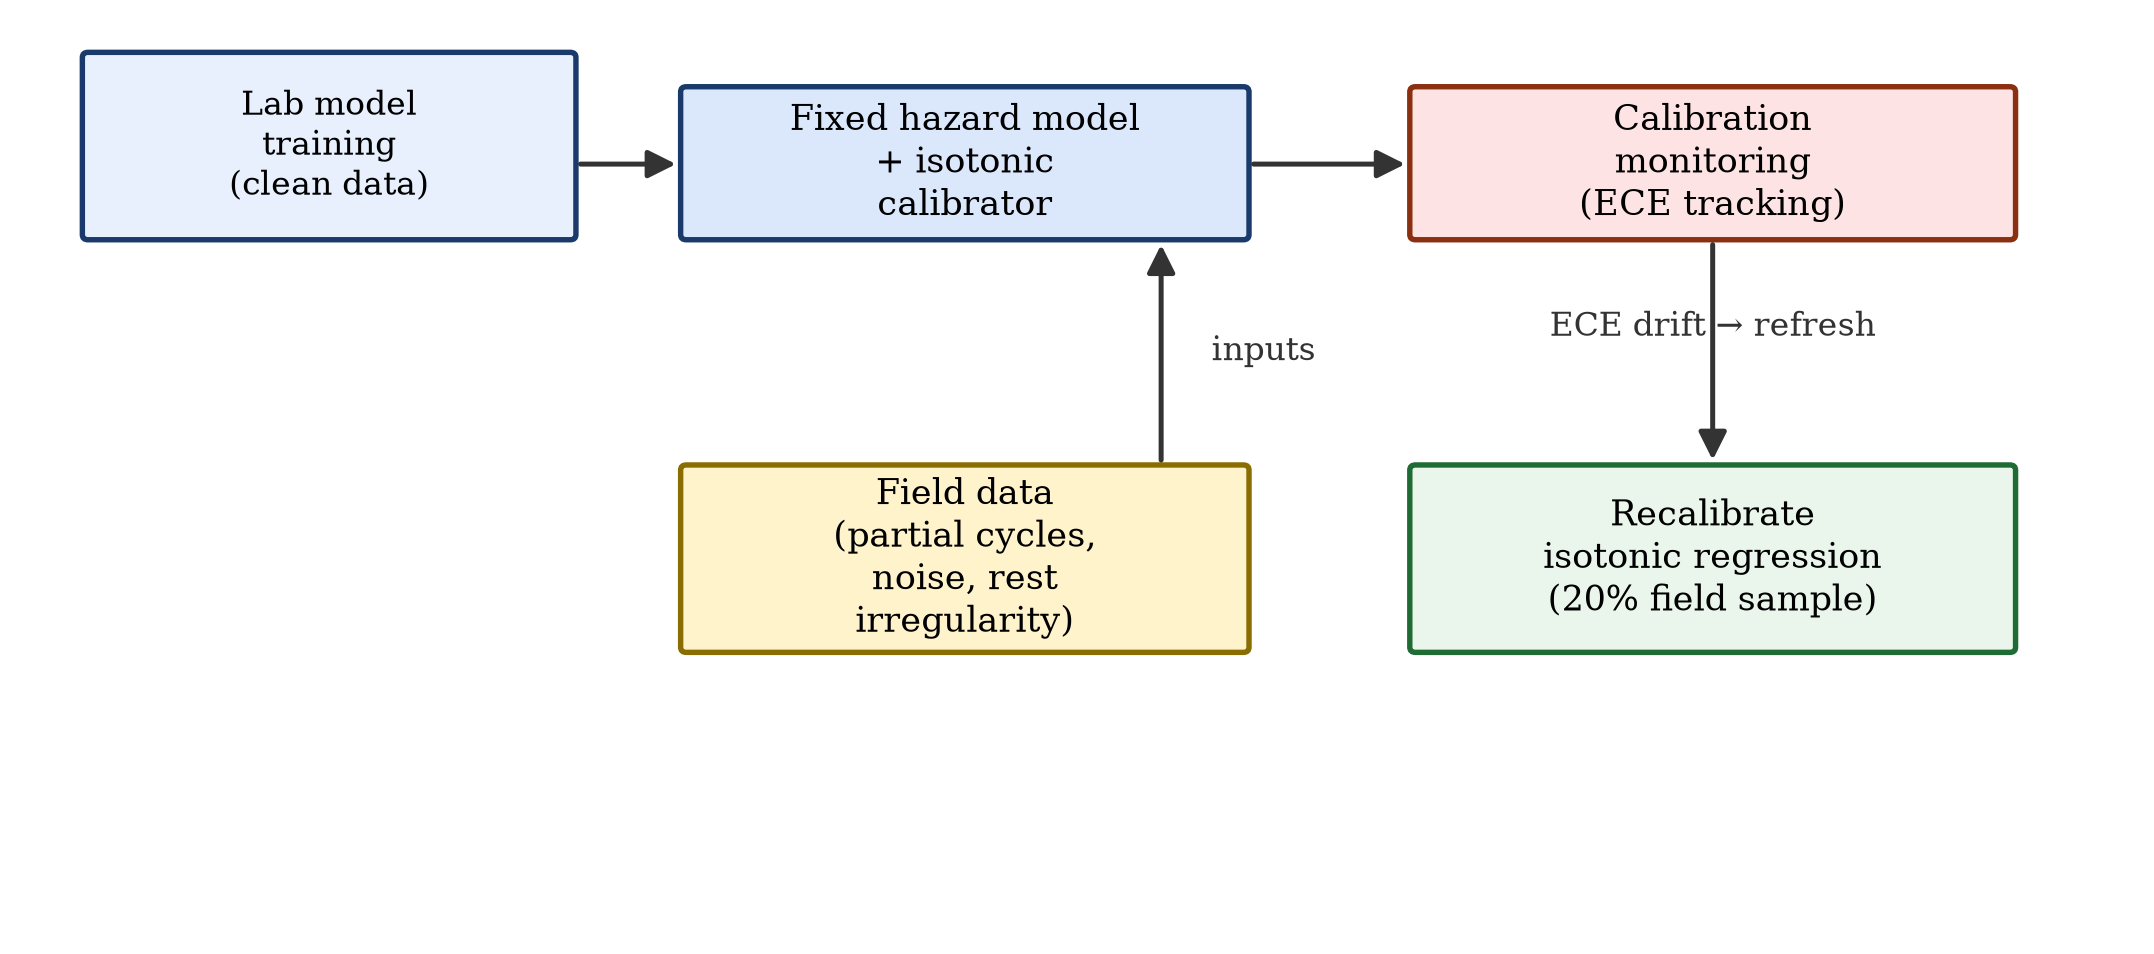 Lab model
training
(clean data)
Fixed hazard model
+ isotonic
calibrator
Calibration
monitoring
(ECE tracking)
inputs
ECE drift → refresh
Field data
(partial cycles,
noise, rest
irregularity)
Recalibrate
isotonic regression
(20% field sample)